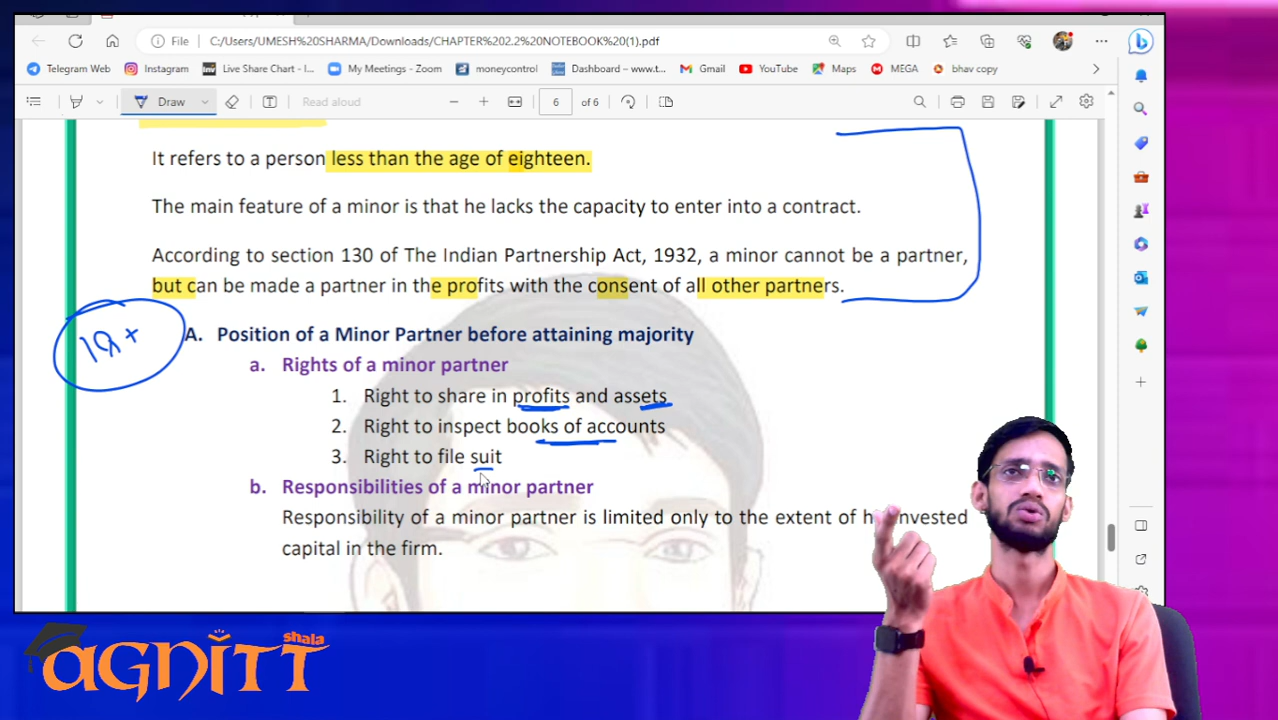 File C:/Users/UMESH%20SHARMA/Downloads/CHAPTER%202.2%20NOTEBOOK%20(1).pdf
Telegram Web Instagram Live Share Chart - I... My Meetings - Zoom moneycontrol Dashboard – www.t... Gmail YouTube Maps MEGA bhav copy
Draw Read aloud 6 of 6
It refers to a person less than the age of eighteen.
The main feature of a minor is that he lacks the capacity to enter into a contract.
According to section 130 of The Indian Partnership Act, 1932, a minor cannot be a partner,
but can be made a partner in the profits with the consent of all other partners.
A. Position of a Minor Partner before attaining majority
a. Rights of a minor partner
1. Right to share in profits and assets
2. Right to inspect books of accounts
3. Right to file suit
b. Responsibilities of a minor partner
Responsibility of a minor partner is limited only to the extent of invested
capital in the firm.
shala
agnitt